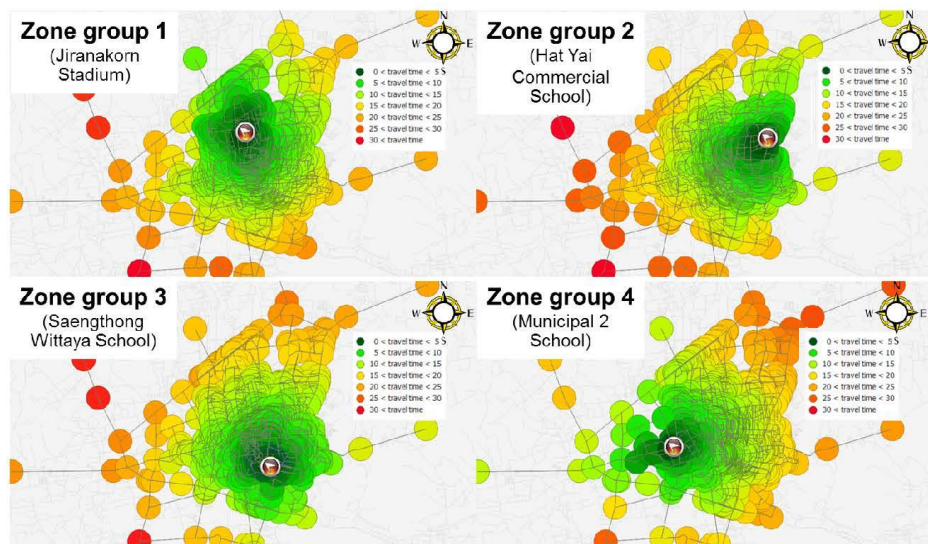 Zone group 1
(Jiranakorn
Stadium)
N
W E
S
0 < travel time < 5
5 < travel time < 10
10 < travel time < 15
15 < travel time < 20
20 < travel time < 25
25 < travel time < 30
30 < travel time
Zone group 2
(Hat Yai
Commercial
School)
N
W E
S
0 < travel time < 5
5 < travel time < 10
10 < travel time < 15
15 < travel time < 20
20 < travel time < 25
25 < travel time < 30
30 < travel time
Zone group 3
(Saengthong
Wittaya School)
N
W E
S
0 < travel time < 5
5 < travel time < 10
10 < travel time < 15
15 < travel time < 20
20 < travel time < 25
25 < travel time < 30
30 < travel time
Zone group 4
(Municipal 2
School)
N
W E
S
0 < travel time < 5
5 < travel time < 10
10 < travel time < 15
15 < travel time < 20
20 < travel time < 25
25 < travel time < 30
30 < travel time